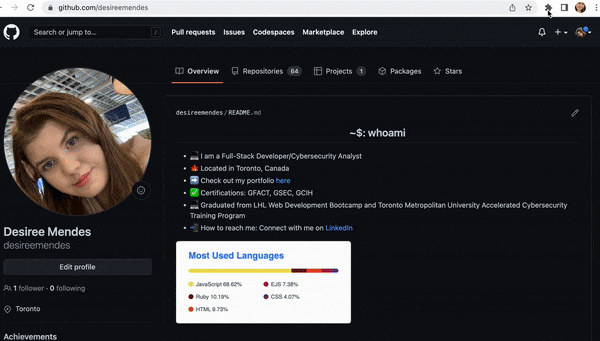 github.com/desireemendes
Search or jump to...
/
Pull requests Issues Codespaces Marketplace Explore
Overview Repositories 64 Projects 1 Packages Stars
desireemendes/README.md
~$: whoami
I am a Full-Stack Developer/Cybersecurity Analyst
Located in Toronto, Canada
Check out my portfolio here
Certifications: GFACT, GSEC, GCIH
Graduated from LHL Web Development Bootcamp and Toronto Metropolitan University Accelerated Cybersecurity
Training Program
How to reach me: Connect with me on LinkedIn
Desiree Mendes
desireemendes
Edit profile
1 follower · 0 following
Toronto
Achievements
Most Used Languages
JavaScript 68.62% EJS 7.38%
Ruby 10.19% CSS 4.07%
HTML 9.73%